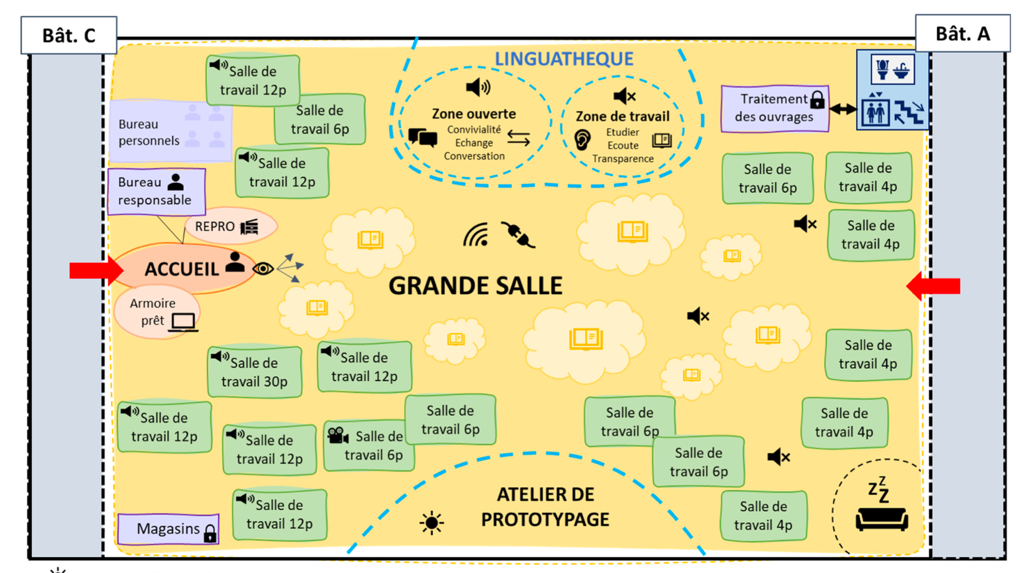 Bât. C
Bât. A
LINGUATHEQUE
Salle de
travail 12p
Salle de
travail 6p
Zone ouverte
Convivialité
Echange
Conversation
Zone de travail
Etudier
Ecoute
Transparence
Traitement
des ouvrages
Bureau
personnels
Salle de
travail 12p
Salle de
travail 6p
Salle de
travail 4p
Bureau
responsable
REPRO
Salle de
travail 4p
ACCUEIL
GRANDE SALLE
Armoire
prêt
Salle de
travail 30p
Salle de
travail 12p
Salle de
travail 4p
Salle de
travail 12p
Salle de
travail 12p
Salle de
travail 6p
Salle de
travail 6p
Salle de
travail 6p
Salle de
travail 6p
Salle de
travail 4p
Salle de
travail 12p
ATELIER DE
PROTOTYPAGE
Salle de
travail 4p
zzZ
Magasins